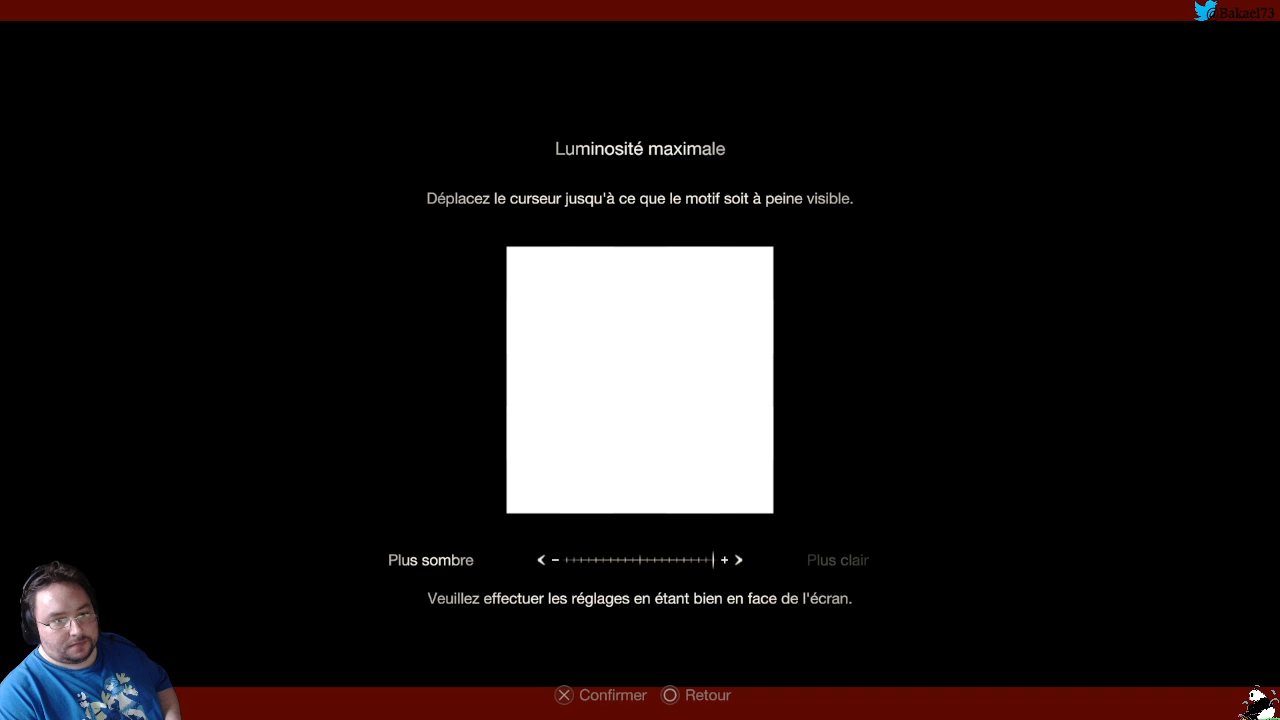 @Bakael73
Luminosité maximale
Déplacez le curseur jusqu'à ce que le motif soit à peine visible.
Plus sombre - + Plus clair
Veuillez effectuer les réglages en étant bien en face de l'écran.
Confirmer Retour